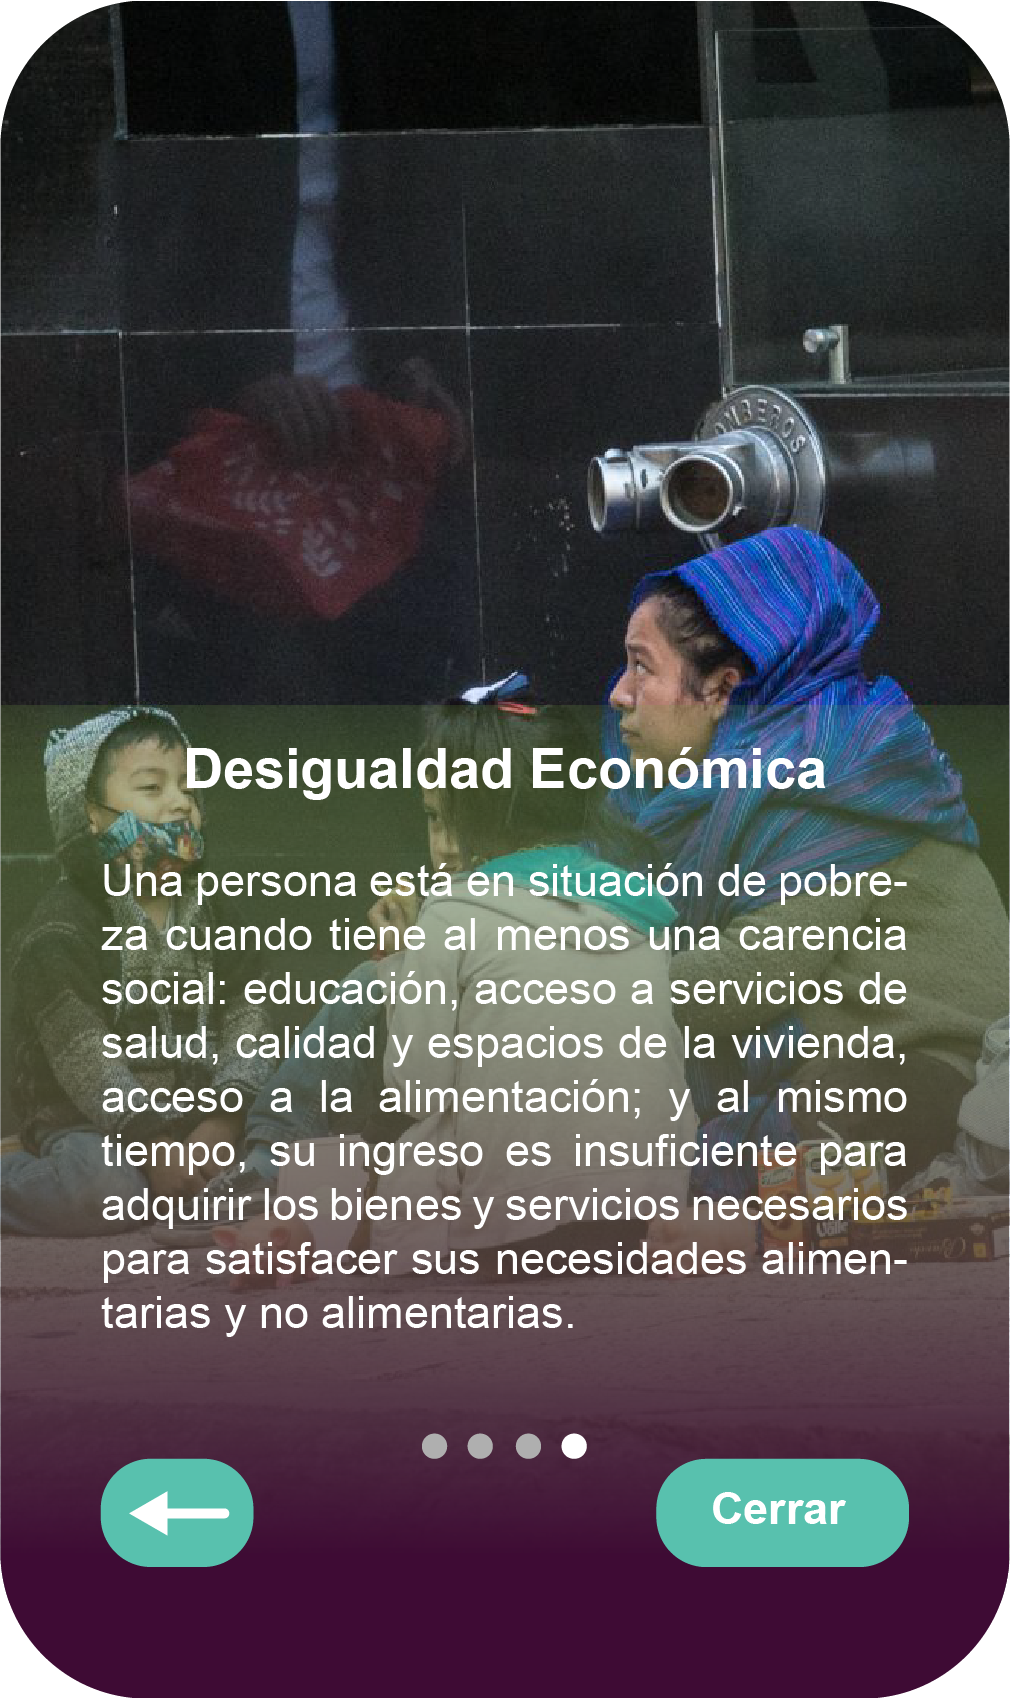 OMBEROS
Desigualdad Económica
Una persona está en situación de pobre-
za cuando tiene al menos una carencia
social: educación, acceso a servicios de
salud, calidad y espacios de la vivienda,
acceso a la alimentación; y al mismo
tiempo, su ingreso es insuficiente para
adquirir los bienes y servicios necesarios
para satisfacer sus necesidades alimen-
tarias y no alimentarias.
Cerrar